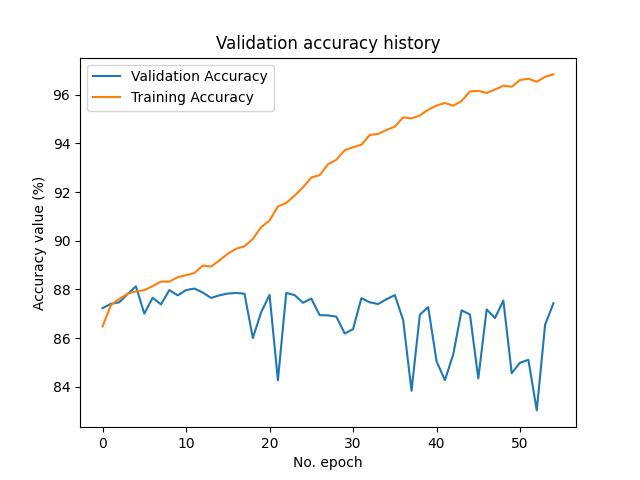 Validation accuracy history
Validation Accuracy
Training Accuracy
Accuracy value (%)
96
94
92
90
88
86
84
0 10 20 30 40 50
No. epoch